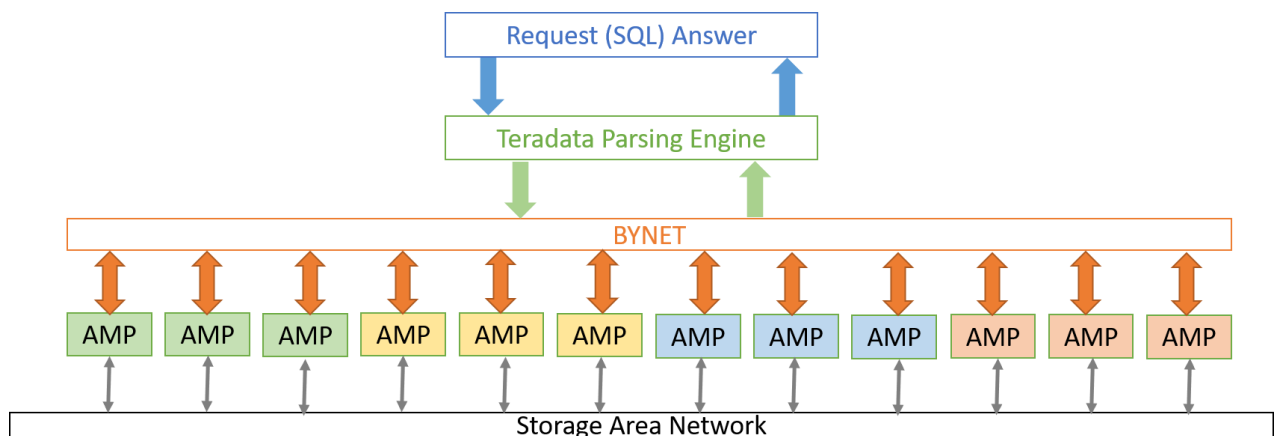 Request (SQL) Answer
Teradata Parsing Engine
BYNET
AMP AMP AMP AMP AMP AMP AMP AMP AMP AMP AMP AMP
Storage Area Network